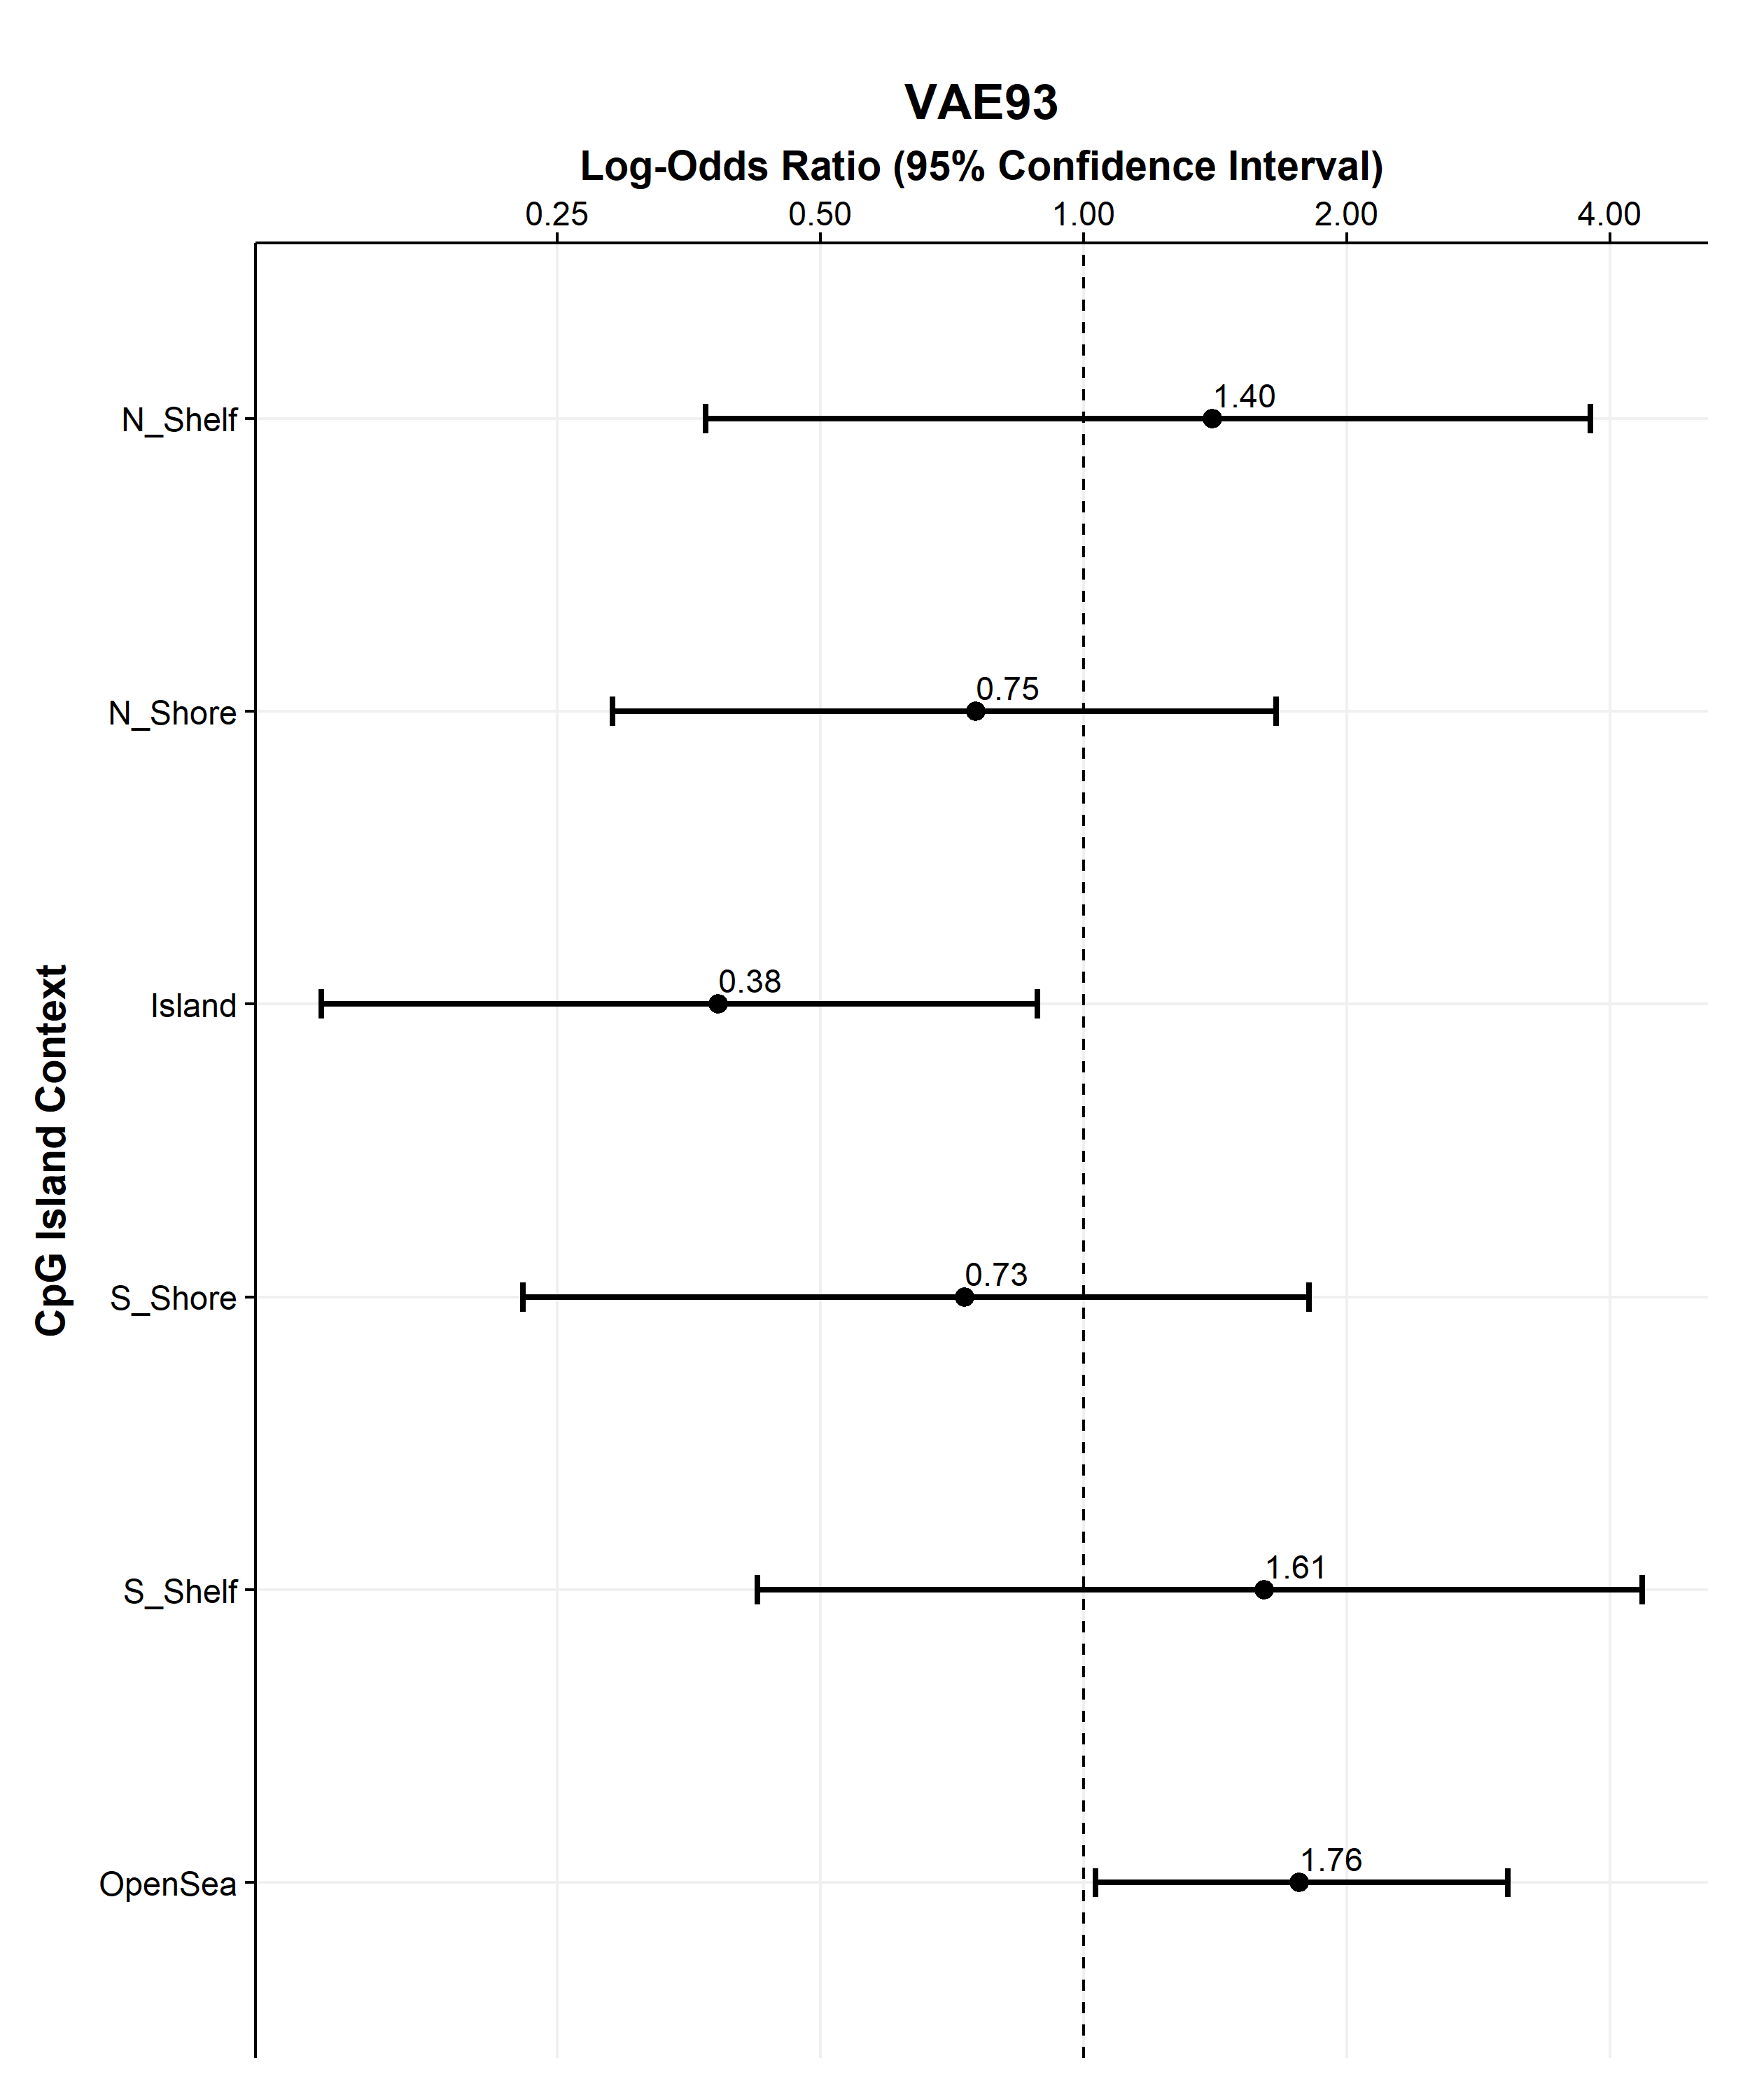 VAE93
Log-Odds Ratio (95% Confidence Interval)
0.25 0.50 1.00 2.00 4.00
N_Shelf
1.40
N_Shore
0.75
Island
0.38
CpG Island Context
S_Shore
0.73
S_Shelf
1.61
OpenSea
1.76